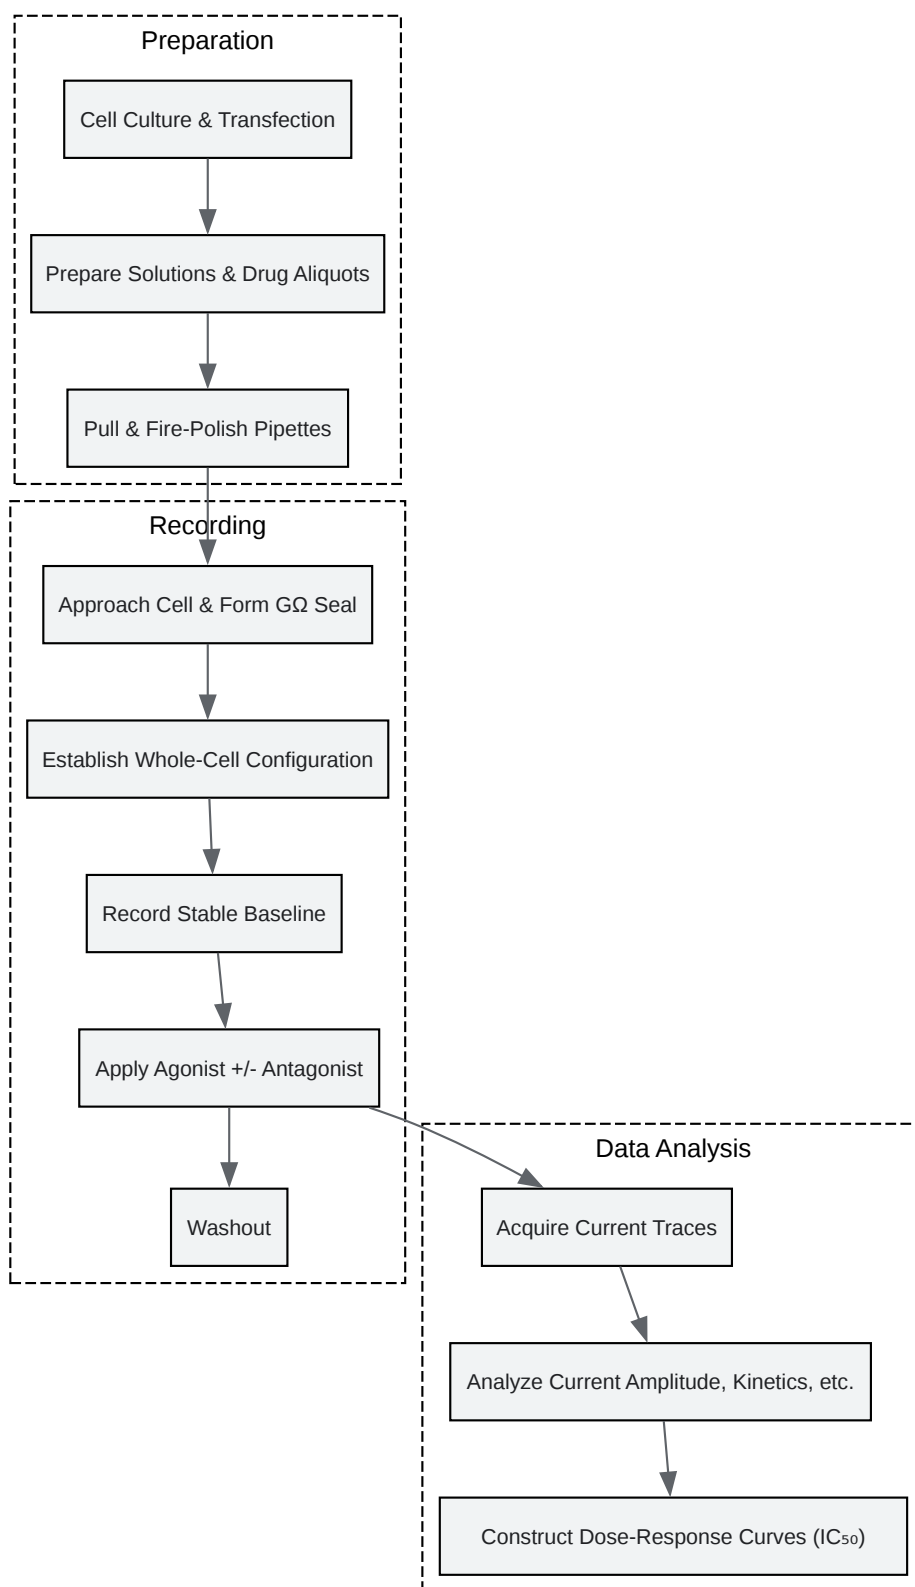 Preparation
Cell Culture & Transfection
Prepare Solutions & Drug Aliquots
Pull & Fire-Polish Pipettes
Recording
Approach Cell & Form GΩ Seal
Establish Whole-Cell Configuration
Record Stable Baseline
Apply Agonist +/- Antagonist
Washout
Data Analysis
Acquire Current Traces
Analyze Current Amplitude, Kinetics, etc.
Construct Dose-Response Curves (IC₅₀)